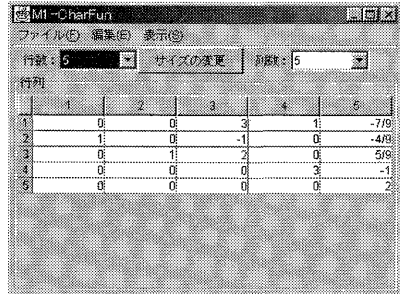 M1 -CharFun
ファイル(F) 編集(E) 表示(S)
行数: 5 サイズの変更 列数: 5
行列
1 2 3 4 5
1 0 0 3 1 -7/9
2 1 0 -1 0 -4/9
3 0 1 2 0 5/9
4 0 0 0 3 -1
5 0 0 0 0 2